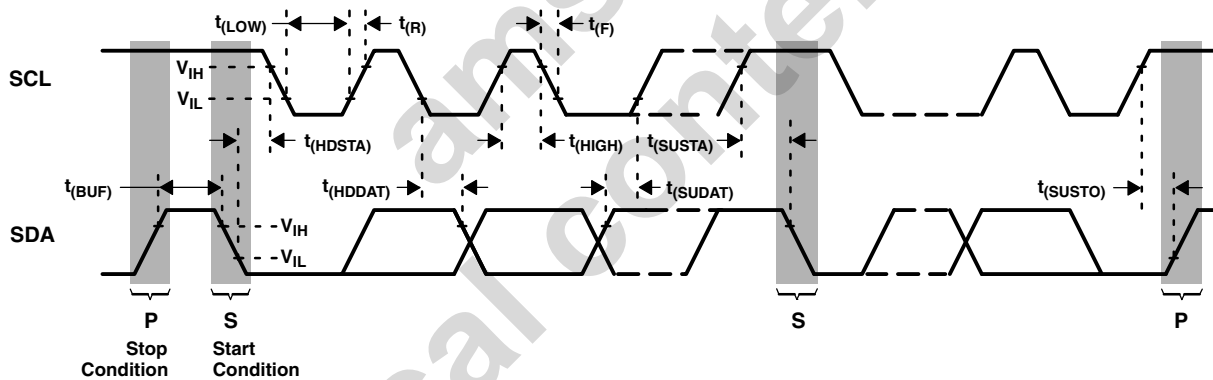 t(LOW) t(R) t(F)
SCL
VIH
VIL
t(HDSTA) t(HIGH) t(SUSTA)
t(BUF) t(HDDAT) t(SUDAT) t(SUSTO)
SDA
VIH
VIL
P S S P
Stop Condition
Start Condition